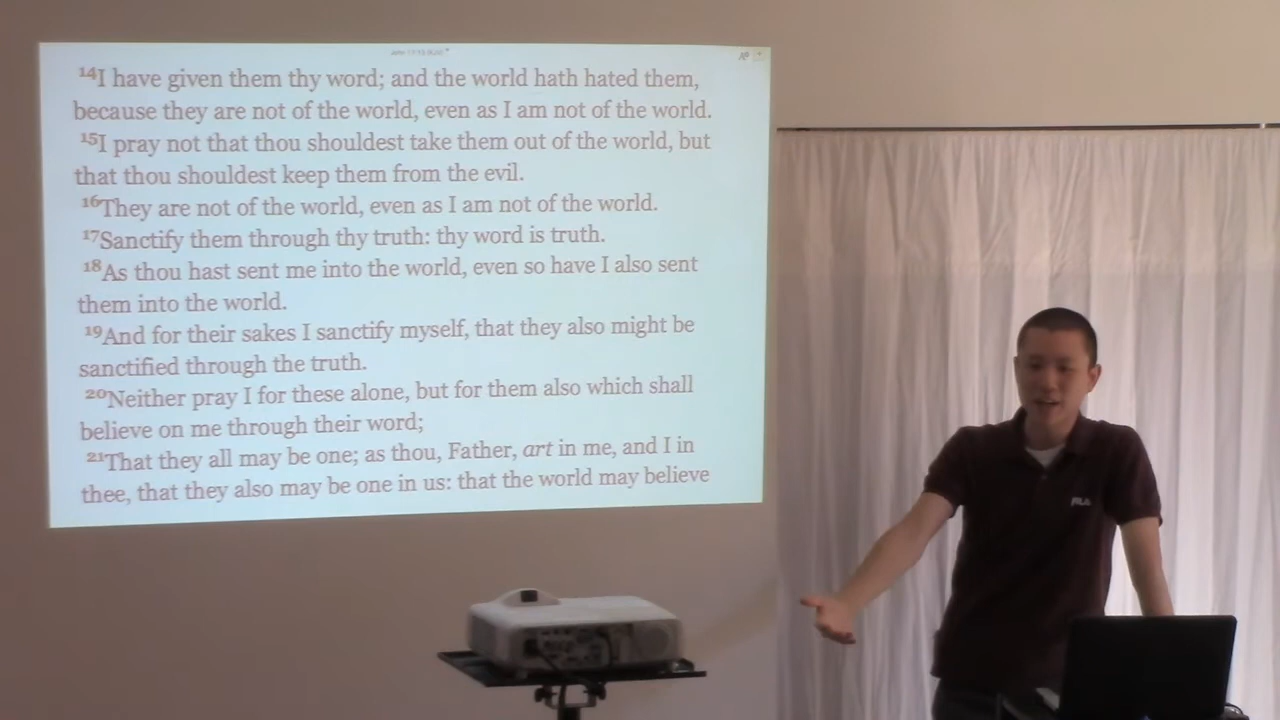 14I have given them thy word; and the world hath hated them,
because they are not of the world, even as I am not of the world.
15I pray not that thou shouldest take them out of the world, but
that thou shouldest keep them from the evil.
16They are not of the world, even as I am not of the world.
17Sanctify them through thy truth: thy word is truth.
18As thou hast sent me into the world, even so have I also sent
them into the world.
19And for their sakes I sanctify myself, that they also might be
sanctified through the truth.
20Neither pray I for these alone, but for them also which shall
believe on me through their word;
21That they all may be one; as thou, Father, art in me, and I in
thee, that they also may be one in us: that the world may believe
FILA